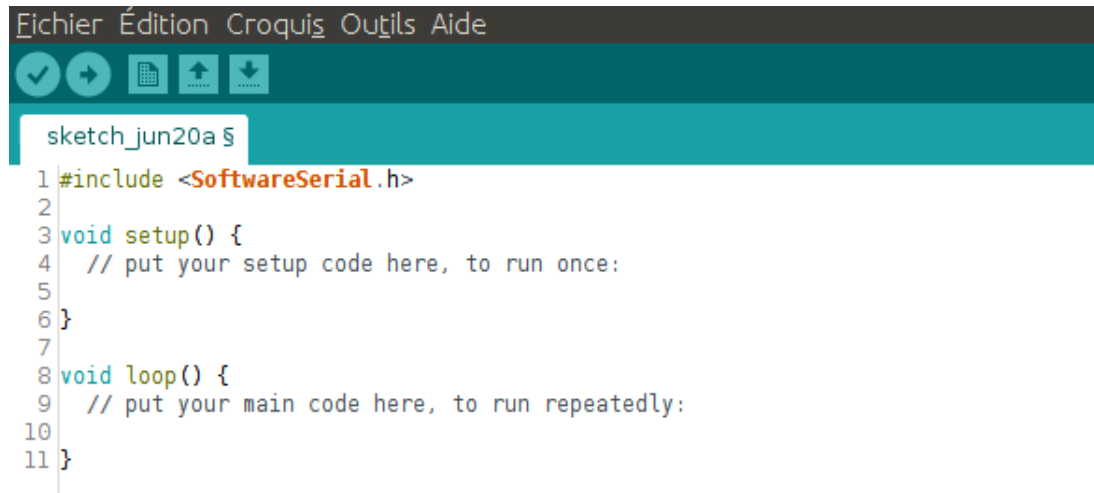 Fichier Édition Croquis Outils Aide
sketch_jun20a §
1 #include <SoftwareSerial.h>
2
3 void setup() {
4   // put your setup code here, to run once:
5
6 }
7
8 void loop() {
9   // put your main code here, to run repeatedly:
10
11 }